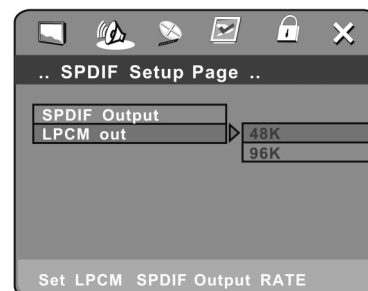 .. SPDIF Setup Page ..
SPDIF Output
LPCM out
48K
96K
Set LPCM SPDIF Output RATE